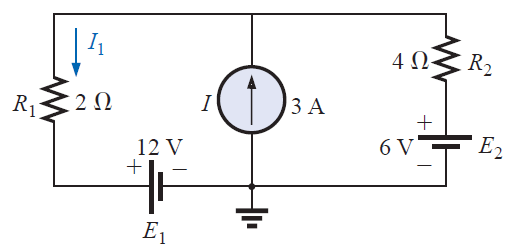 I1
R1
2 Ω
I
3 A
4 Ω
R2
12 V
+
−
E1
+
6 V
−
E2